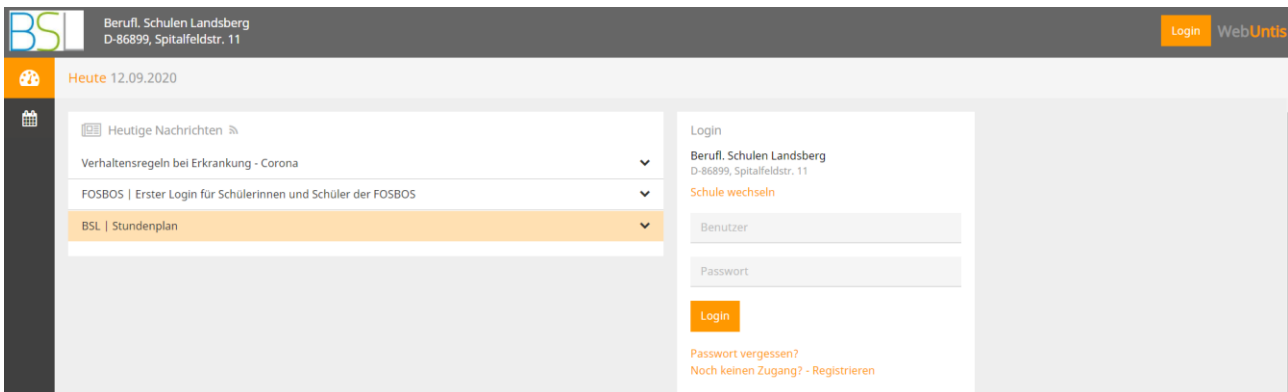 BSL
Berufl. Schulen Landsberg
D-86899, Spitalfeldstr. 11
Login
WebUntis
Heute 12.09.2020
Heutige Nachrichten
Verhaltensregeln bei Erkrankung - Corona
FOSBOS | Erster Login für Schülerinnen und Schüler der FOSBOS
BSL | Stundenplan
Login
Berufl. Schulen Landsberg
D-86899, Spitalfeldstr. 11
Schule wechseln
Benutzer
Passwort
Login
Passwort vergessen?
Noch keinen Zugang? - Registrieren